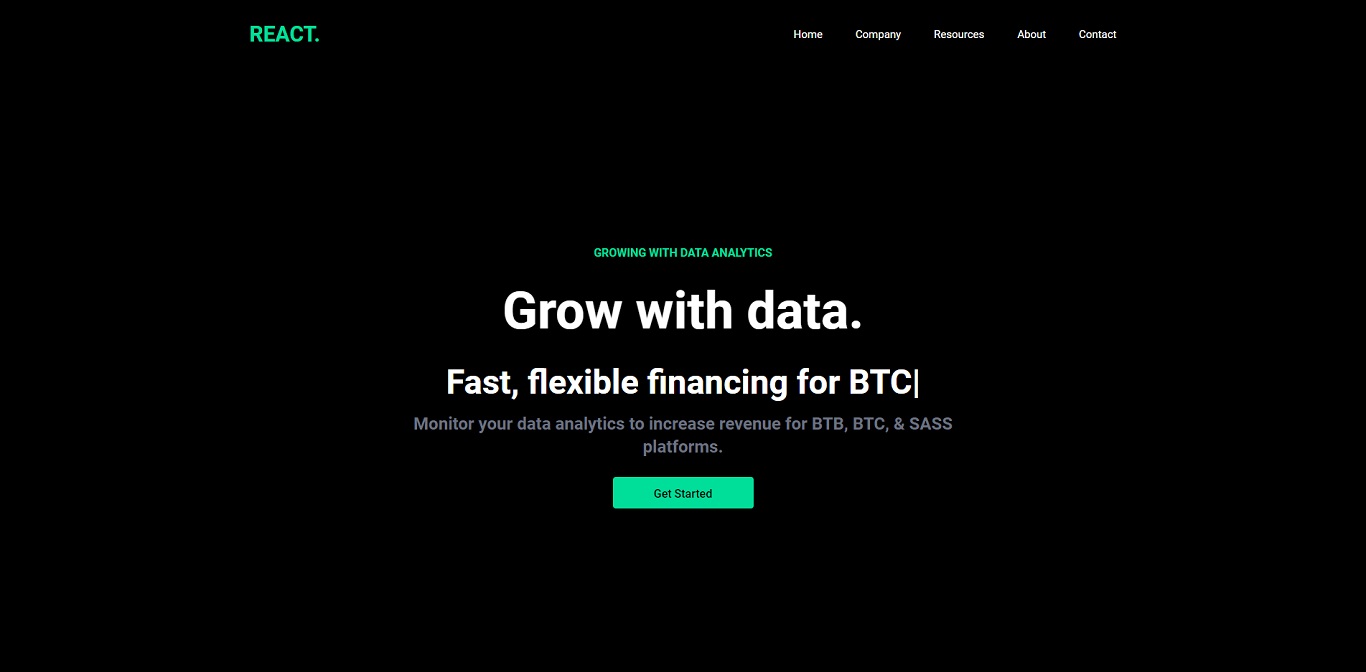 REACT.
Home Company Resources About Contact
GROWING WITH DATA ANALYTICS
Grow with data.
Fast, flexible financing for BTC|
Monitor your data analytics to increase revenue for BTB, BTC, & SASS
platforms.
Get Started